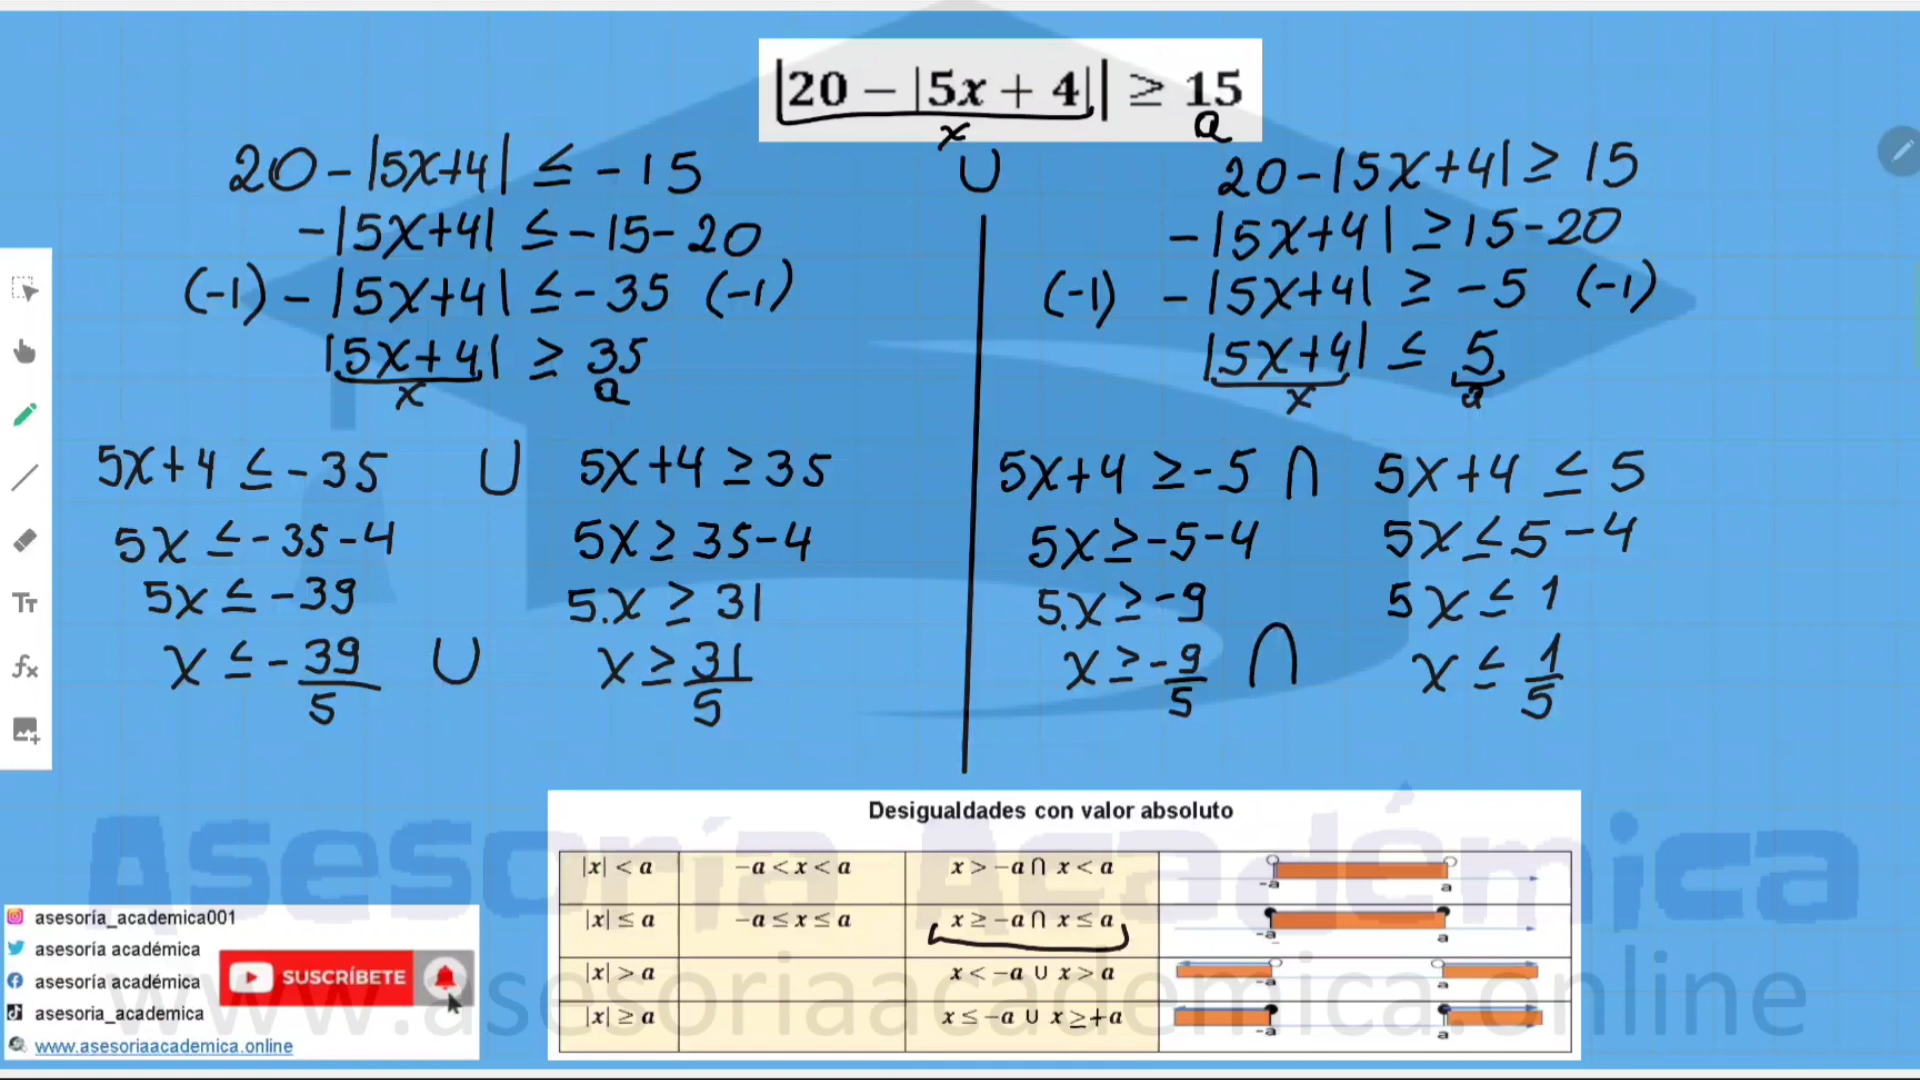 |20 − |5x + 4|| ≥ 15
x a
20-|5x+4| ≤ -15 ∪ 20-|5x+4| ≥ 15
-|5x+4| ≤ -15-20 -|5x+4| ≥ 15-20
(-1) -|5x+4| ≤ -35 (-1) (-1) -|5x+4| ≥ -5 (-1)
|5x+4| ≥ 35 |5x+4| ≤ 5
x a x a
5x+4 ≤ -35 ∪ 5x+4 ≥ 35 5x+4 ≥ -5 ∩ 5x+4 ≤ 5
5x ≤ -35-4 5x ≥ 35-4 5x ≥ -5-4 5x ≤ 5-4
5x ≤ -39 5.x ≥ 31 5.x ≥ -9 5x ≤ 1
x ≤ -39/5 ∪ x ≥ 31/5 x ≥ -9/5 ∩ x ≤ 1/5
Tт
fx
Desigualdades con valor absoluto
|x| < a −a < x < a x > −a ∩ x < a -a a
|x| ≤ a −a ≤ x ≤ a x ≥ −a ∩ x ≤ a -a a
|x| > a x < −a ∪ x > a -a a
|x| ≥ a x ≤ −a ∪ x ≥ +a -a a
Asesoría Académica
www.asesoriaacademica.online
asesoría_academica001
asesoría académica
asesoría académica
asesoria_academica
www.asesoriaacademica.online
SUSCRÍBETE